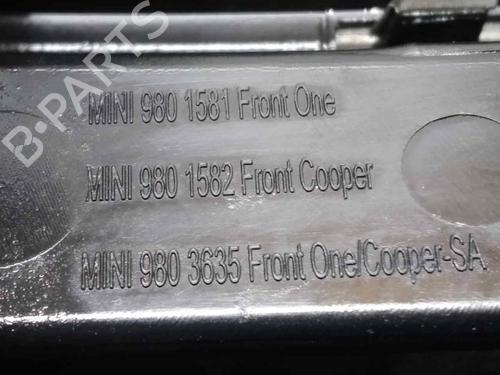 B-PARTS
MINI 980 1581 Front One
MINI 980 1582 Front Cooper
MINI 980 3635 Front One/Cooper-SA